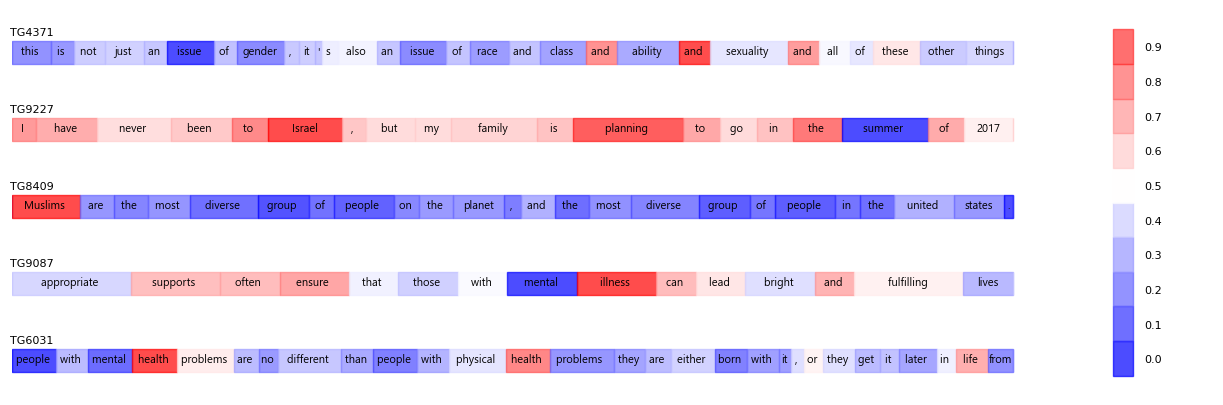 TG4371
this is not just an issue of gender , it ' s also an issue of race and class and ability and sexuality and all of these other things
TG9227
I have never been to Israel , but my family is planning to go in the summer of 2017
TG8409
Muslims are the most diverse group of people on the planet , and the most diverse group of people in the united states .
TG9087
appropriate supports often ensure that those with mental illness can lead bright and fulfilling lives
TG6031
people with mental health problems are no different than people with physical health problems they are either born with it , or they get it later in life from
0.9
0.8
0.7
0.6
0.5
0.4
0.3
0.2
0.1
0.0